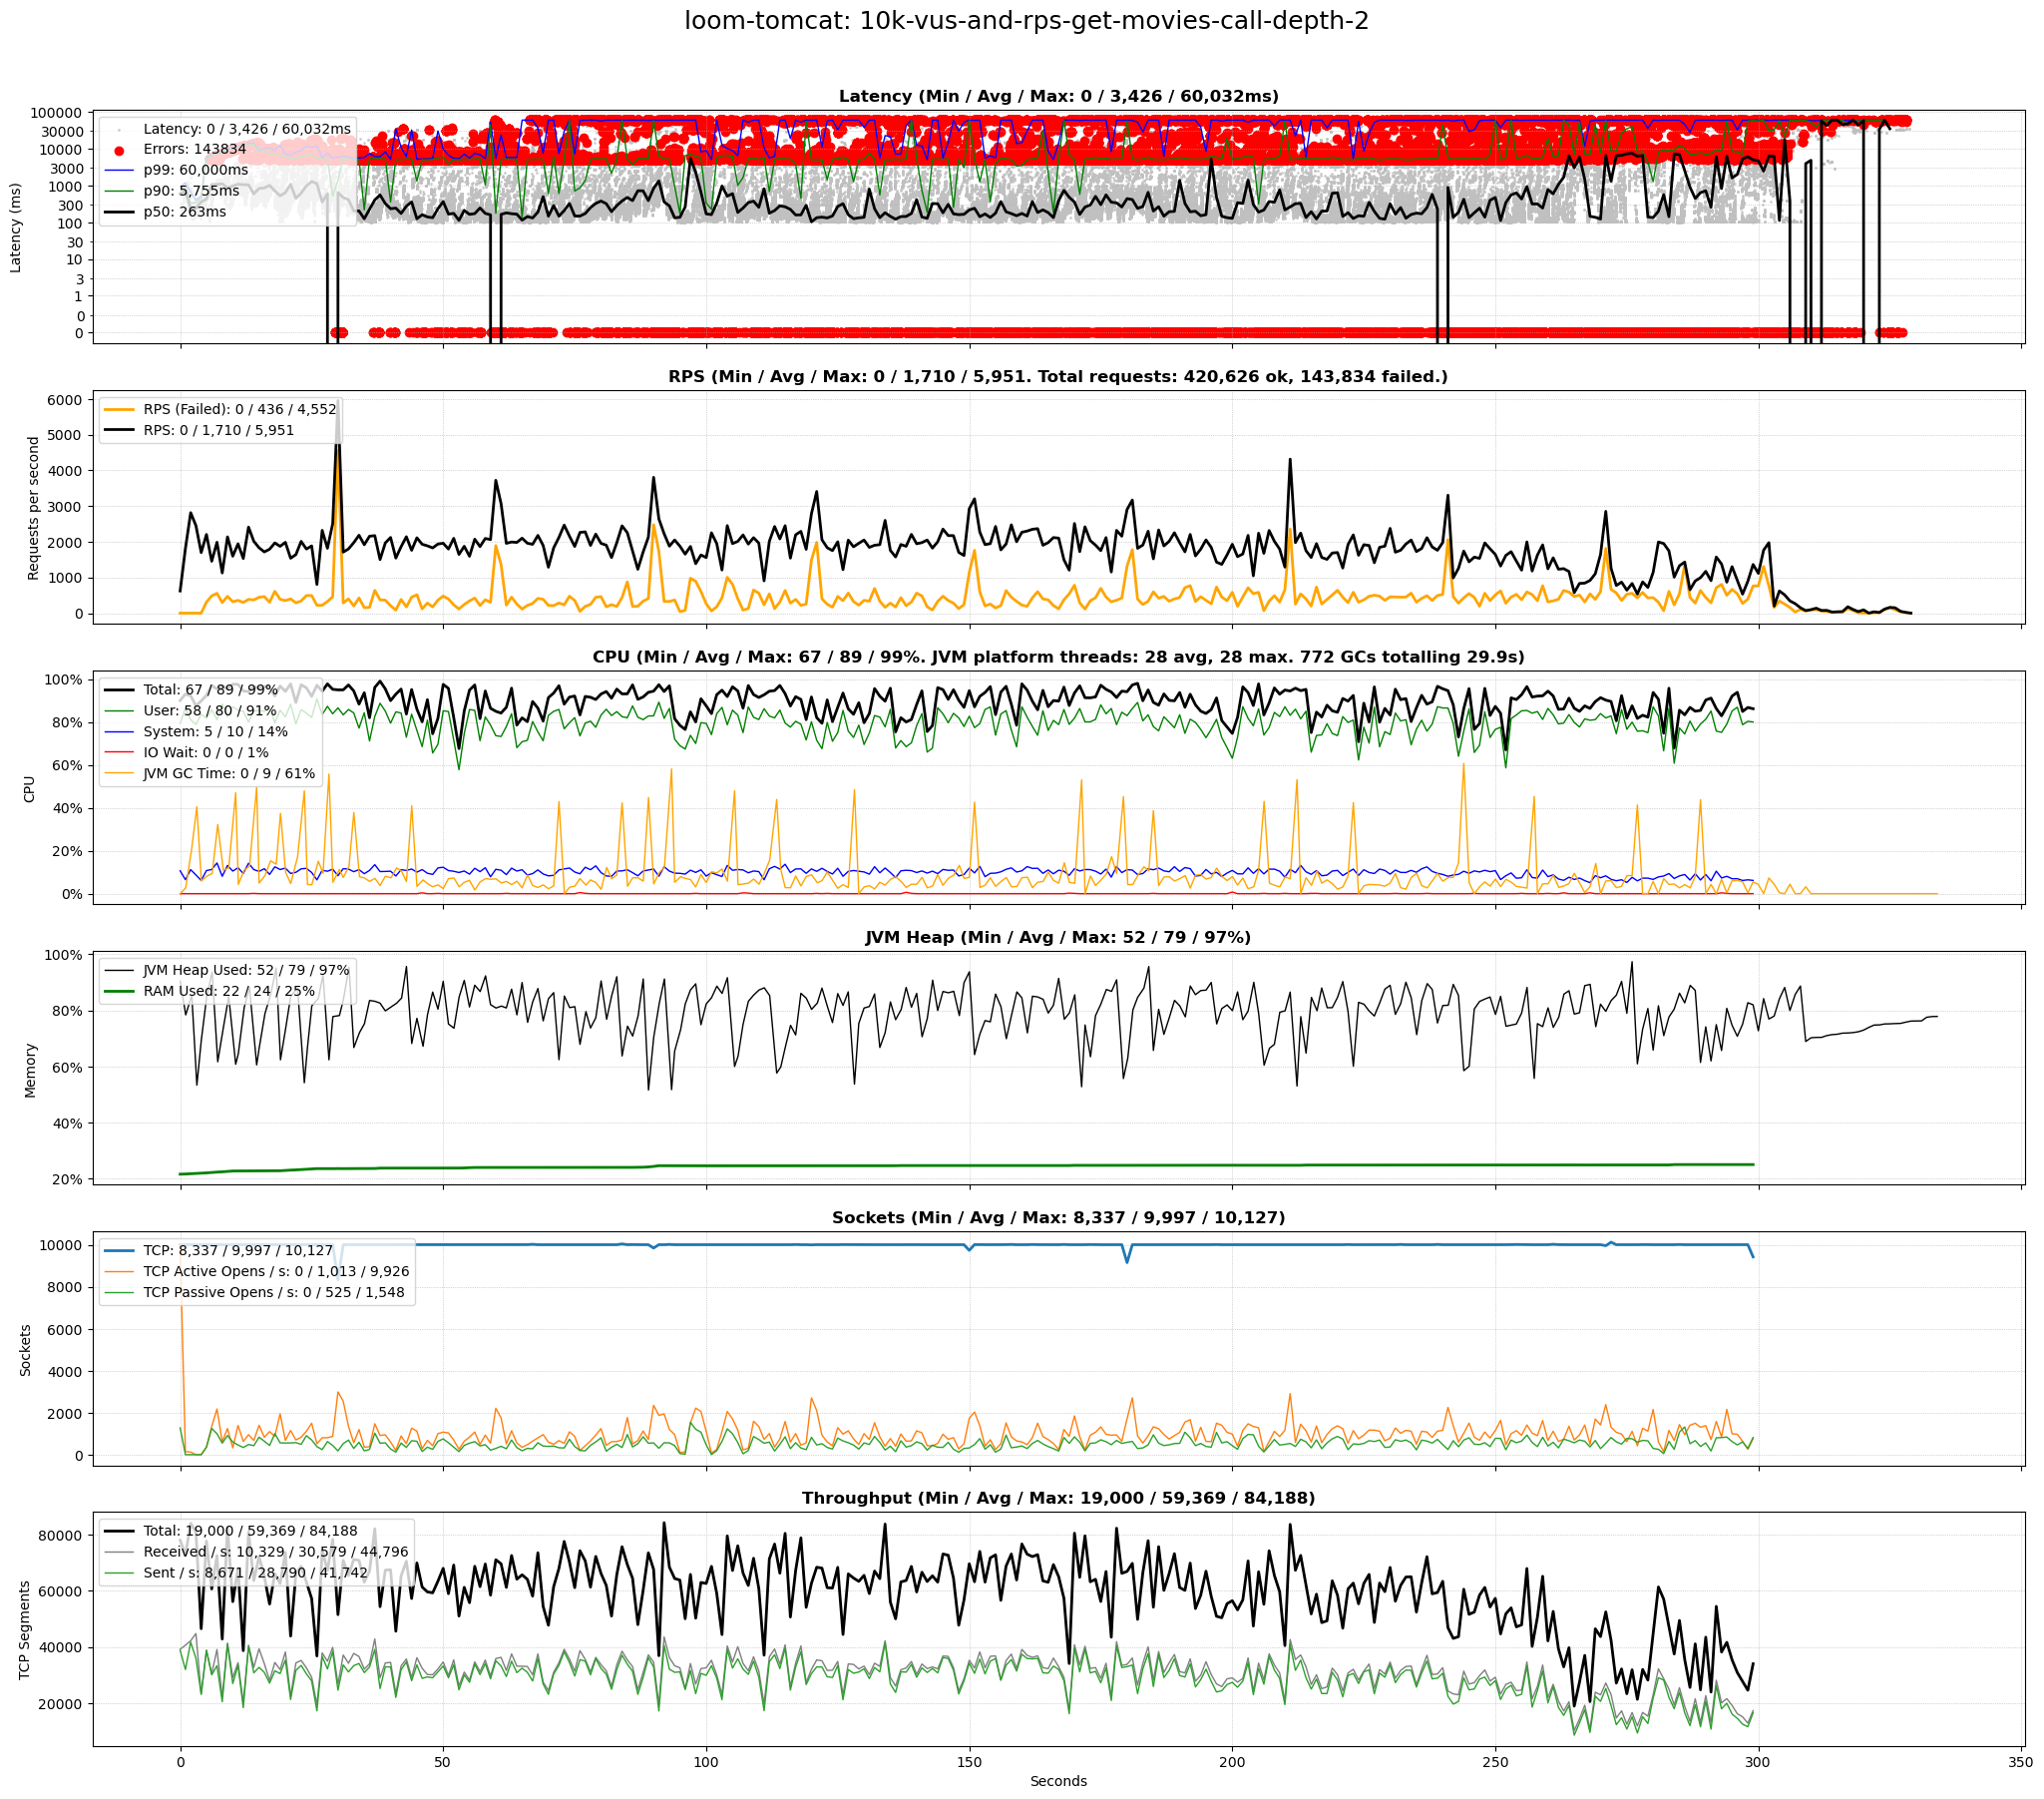 loom-tomcat: 10k-vus-and-rps-get-movies-call-depth-2
Latency (Min / Avg / Max: 0 / 3,426 / 60,032ms)
Latency (ms)
100000
30000
10000
3000
1000
300
100
30
10
3
1
0
0
Latency: 0 / 3,426 / 60,032ms
Errors: 143834
p99: 60,000ms
p90: 5,755ms
p50: 263ms
RPS (Min / Avg / Max: 0 / 1,710 / 5,951. Total requests: 420,626 ok, 143,834 failed.)
Requests per second
6000
5000
4000
3000
2000
1000
0
RPS (Failed): 0 / 436 / 4,552
RPS: 0 / 1,710 / 5,951
CPU (Min / Avg / Max: 67 / 89 / 99%. JVM platform threads: 28 avg, 28 max. 772 GCs totalling 29.9s)
CPU
100%
80%
60%
40%
20%
0%
Total: 67 / 89 / 99%
User: 58 / 80 / 91%
System: 5 / 10 / 14%
IO Wait: 0 / 0 / 1%
JVM GC Time: 0 / 9 / 61%
JVM Heap (Min / Avg / Max: 52 / 79 / 97%)
Memory
100%
80%
60%
40%
20%
JVM Heap Used: 52 / 79 / 97%
RAM Used: 22 / 24 / 25%
Sockets (Min / Avg / Max: 8,337 / 9,997 / 10,127)
Sockets
10000
8000
6000
4000
2000
0
TCP: 8,337 / 9,997 / 10,127
TCP Active Opens / s: 0 / 1,013 / 9,926
TCP Passive Opens / s: 0 / 525 / 1,548
Throughput (Min / Avg / Max: 19,000 / 59,369 / 84,188)
TCP Segments
80000
60000
40000
20000
Total: 19,000 / 59,369 / 84,188
Received / s: 10,329 / 30,579 / 44,796
Sent / s: 8,671 / 28,790 / 41,742
0 50 100 150 200 250 300 350
Seconds